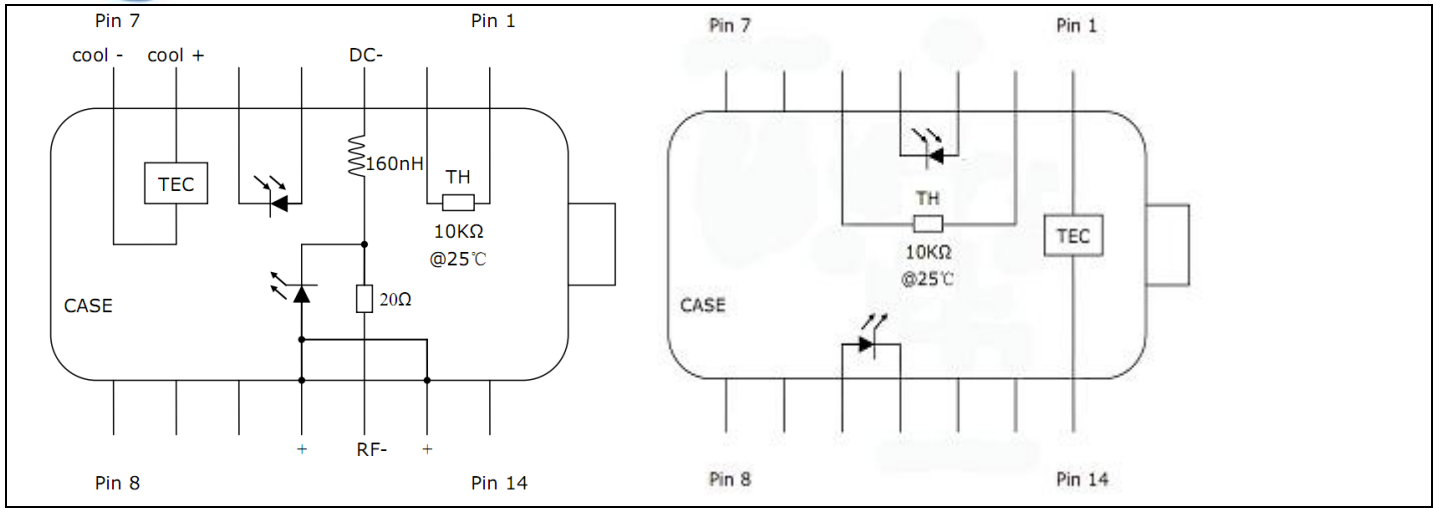 Pin 7 Pin 1
cool - cool + DC-
160nH
TH
TEC
10KΩ
@25℃
CASE
20Ω
+ RF- +
Pin 8 Pin 14
Pin 7 Pin 1
TH
TEC
10KΩ
@25℃
CASE
Pin 8 Pin 14